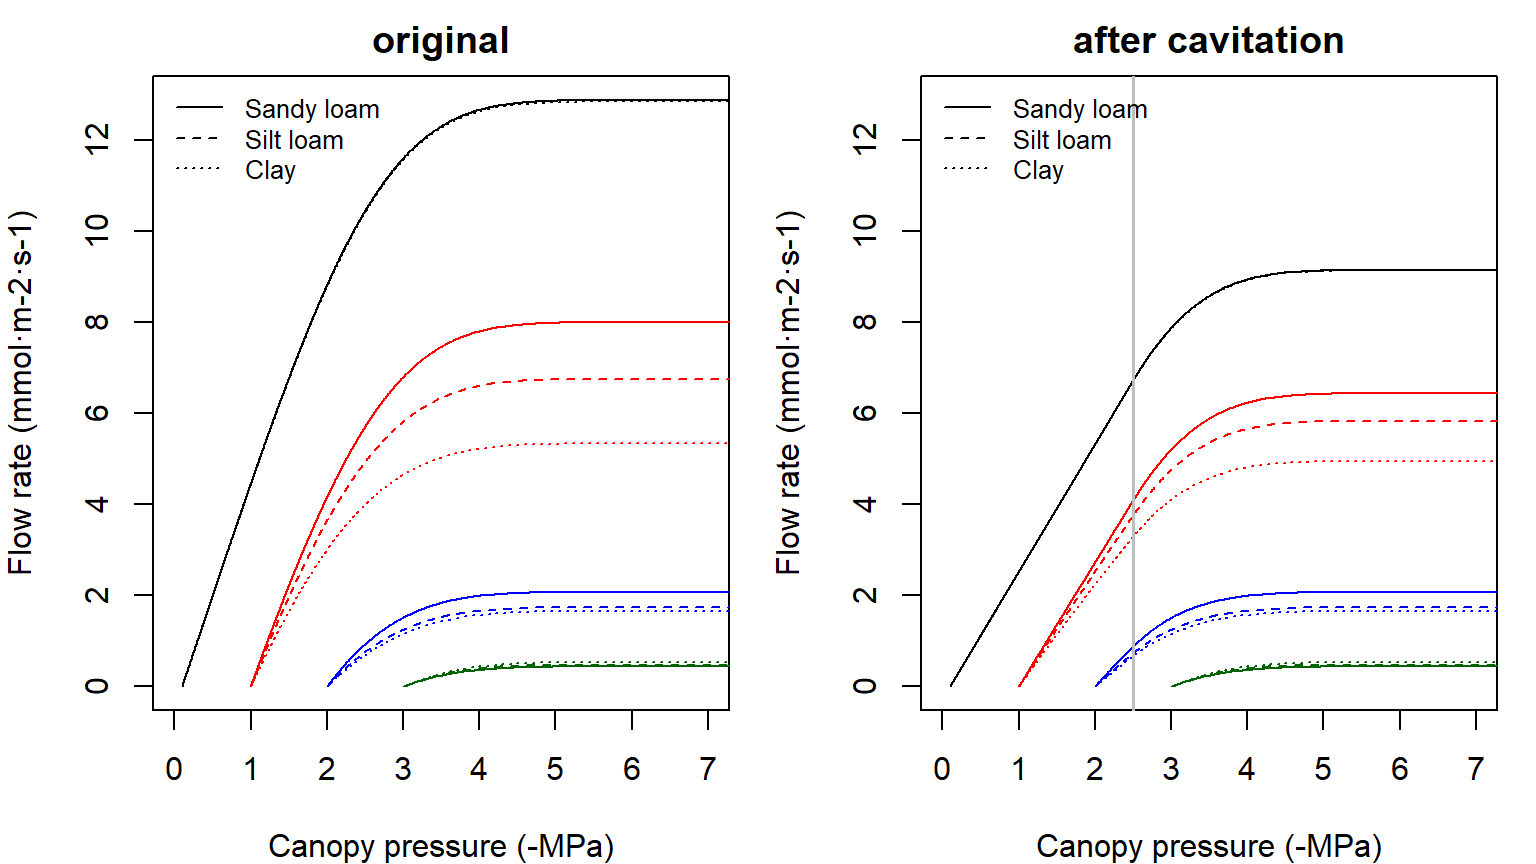 original
Sandy loam
Silt loam
Clay
12
10
8
6
4
2
0
Flow rate (mmol·m-2·s-1)
0 1 2 3 4 5 6 7
Canopy pressure (-MPa)
after cavitation
Sandy loam
Silt loam
Clay
12
10
8
6
4
2
0
Flow rate (mmol·m-2·s-1)
0 1 2 3 4 5 6 7
Canopy pressure (-MPa)